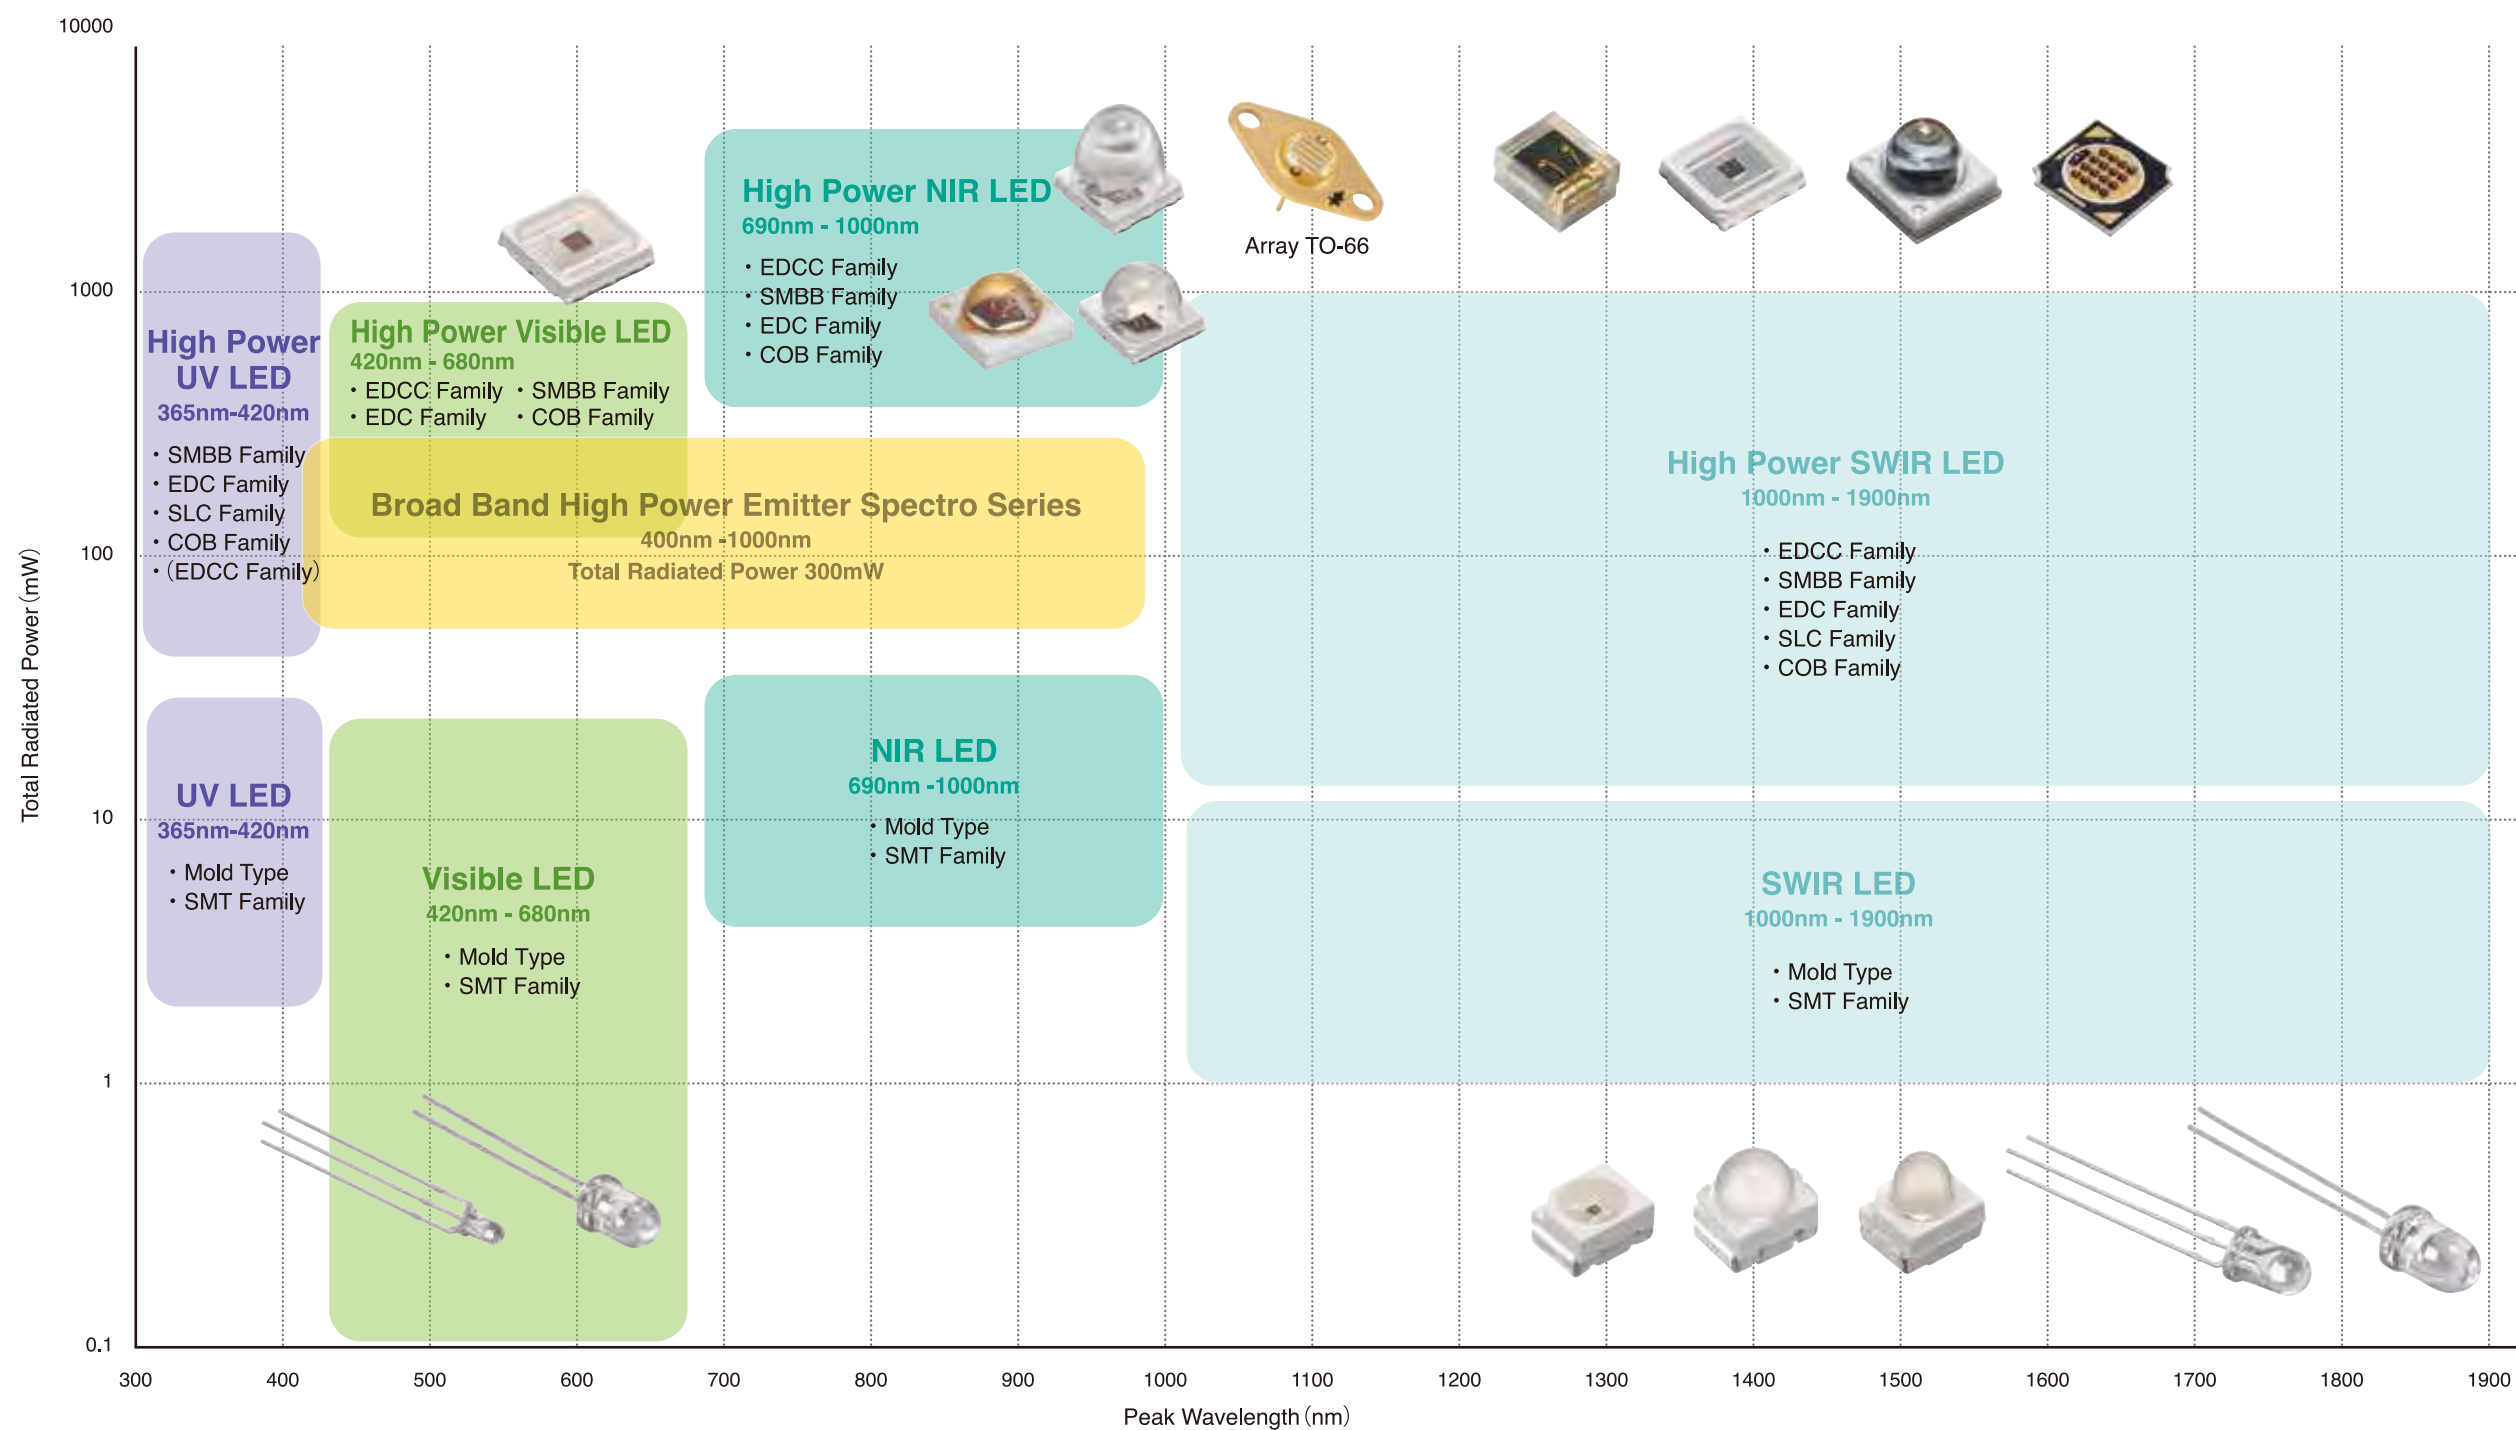 10000
1000
100
10
1
0.1
Total Radiated Power (mW)
High Power
UV LED
365nm-420nm
・SMBB Family
・EDC Family
・SLC Family
・COB Family
・(EDCC Family)
High Power Visible LED
420nm - 680nm
・EDCC Family ・SMBB Family
・EDC Family ・COB Family
High Power NIR LED
690nm - 1000nm
・EDCC Family
・SMBB Family
・EDC Family
・COB Family
Array TO-66
Broad Band High Power Emitter Spectro Series
400nm -1000nm
Total Radiated Power 300mW
High Power SWIR LED
1000nm - 1900nm
・EDCC Family
・SMBB Family
・EDC Family
・SLC Family
・COB Family
UV LED
365nm-420nm
・Mold Type
・SMT Family
Visible LED
420nm - 680nm
・Mold Type
・SMT Family
NIR LED
690nm -1000nm
・Mold Type
・SMT Family
SWIR LED
1000nm - 1900nm
・Mold Type
・SMT Family
300 400 500 600 700 800 900 1000 1100 1200 1300 1400 1500 1600 1700 1800 1900
Peak Wavelength (nm)